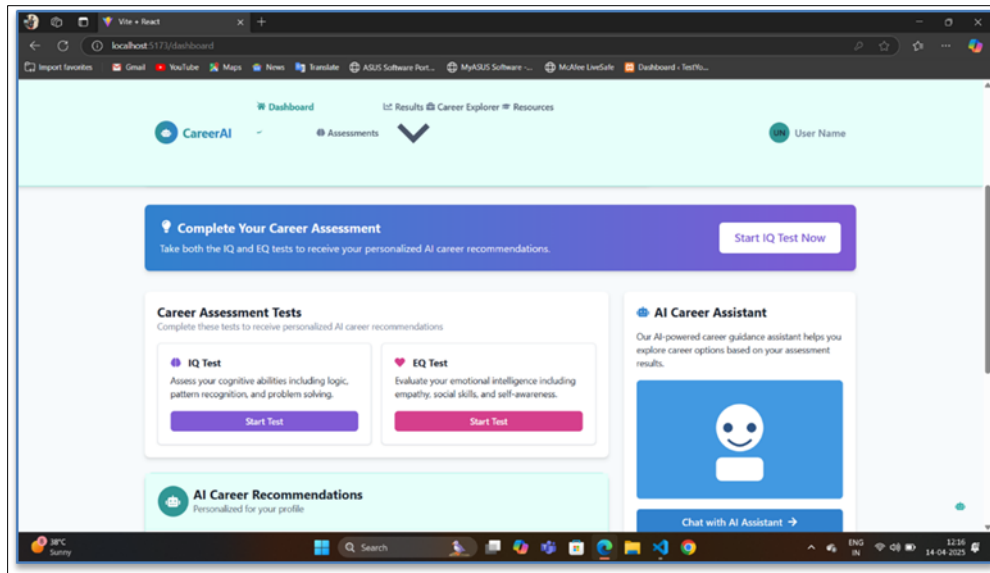 Vite + React
localhost:5173/dashboard
Import favorites Gmail YouTube Maps News Translate ASUS Software Port... MyASUS Software -... McAfee LiveSafe Dashboard - TestYo...
Dashboard Results Career Explorer Resources
CareerAI Assessments UN User Name
Complete Your Career Assessment
Take both the IQ and EQ tests to receive your personalized AI career recommendations.
Start IQ Test Now
Career Assessment Tests
Complete these tests to receive personalized AI career recommendations
IQ Test
Assess your cognitive abilities including logic,
pattern recognition, and problem solving.
Start Test
EQ Test
Evaluate your emotional intelligence including
empathy, social skills, and self-awareness.
Start Test
AI Career Recommendations
Personalized for your profile
AI Career Assistant
Our AI-powered career guidance assistant helps you
explore career options based on your assessment
results.
Chat with AI Assistant →
38°C
Sunny
Search
ENG
IN
12:16
14-04-2025